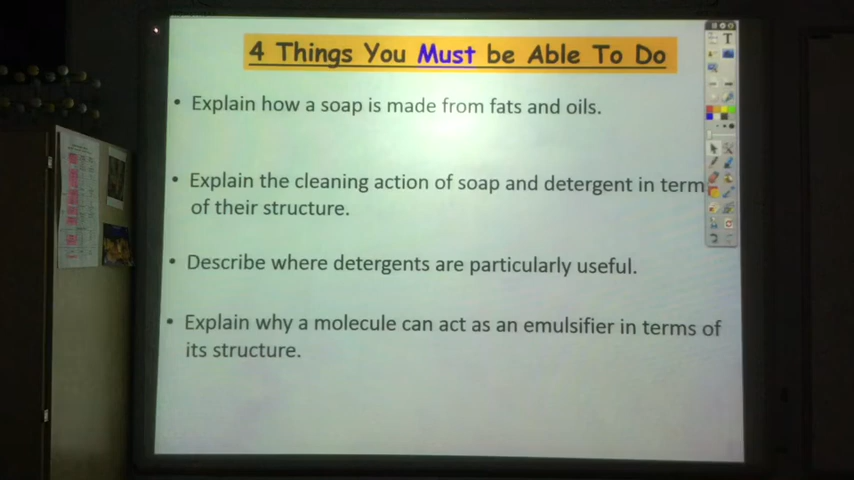 4 Things You Must be Able To Do
• Explain how a soap is made from fats and oils.
• Explain the cleaning action of soap and detergent in term
of their structure.
• Describe where detergents are particularly useful.
• Explain why a molecule can act as an emulsifier in terms of
its structure.
T